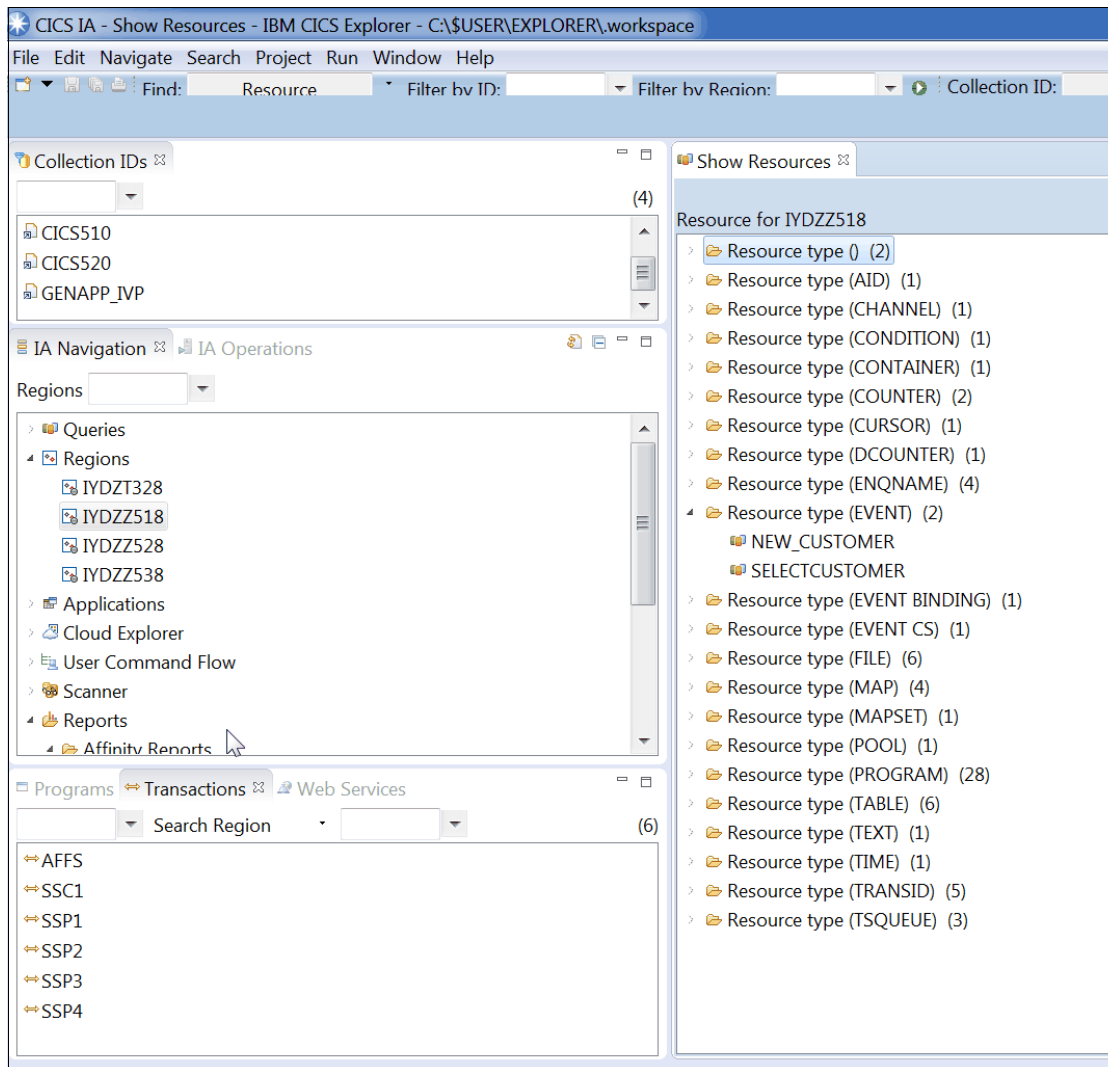 CICS IA - Show Resources - IBM CICS Explorer - C:\$USER\EXPLORER\.workspace
File Edit Navigate Search Project Run Window Help
Find: Resource Filter by ID: Filter by Region: Collection ID:
Collection IDs
(4)
CICS510
CICS520
GENAPP_IVP
IA Navigation IA Operations
Regions
Queries
Regions
IYDZT328
IYDZZ518
IYDZZ528
IYDZZ538
Applications
Cloud Explorer
User Command Flow
Scanner
Reports
Affinity Reports
Programs Transactions Web Services
Search Region (6)
AFFS
SSC1
SSP1
SSP2
SSP3
SSP4
Show Resources
Resource for IYDZZ518
Resource type () (2)
Resource type (AID) (1)
Resource type (CHANNEL) (1)
Resource type (CONDITION) (1)
Resource type (CONTAINER) (1)
Resource type (COUNTER) (2)
Resource type (CURSOR) (1)
Resource type (DCOUNTER) (1)
Resource type (ENQNAME) (4)
Resource type (EVENT) (2)
NEW_CUSTOMER
SELECTCUSTOMER
Resource type (EVENT BINDING) (1)
Resource type (EVENT CS) (1)
Resource type (FILE) (6)
Resource type (MAP) (4)
Resource type (MAPSET) (1)
Resource type (POOL) (1)
Resource type (PROGRAM) (28)
Resource type (TABLE) (6)
Resource type (TEXT) (1)
Resource type (TIME) (1)
Resource type (TRANSID) (5)
Resource type (TSQUEUE) (3)